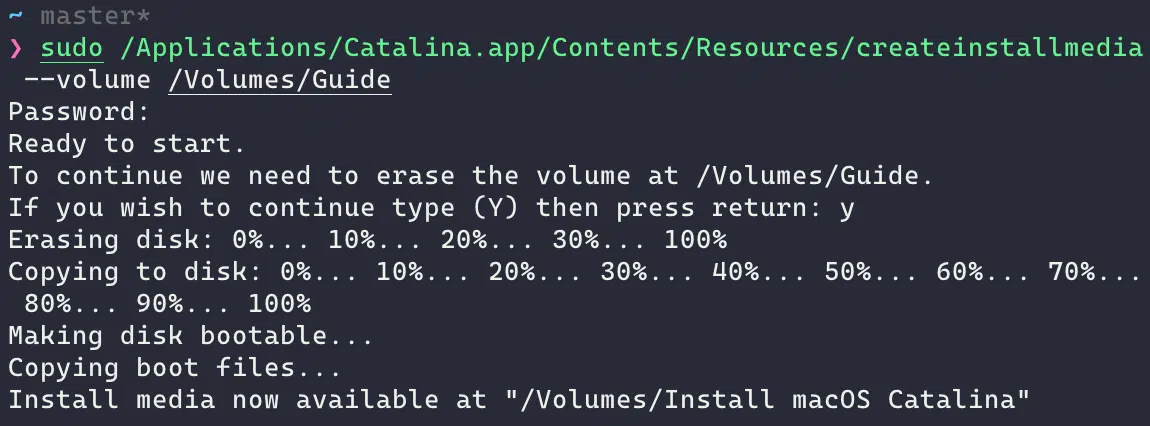 ~ master*
❯ sudo /Applications/Catalina.app/Contents/Resources/createinstallmedia
--volume /Volumes/Guide
Password:
Ready to start.
To continue we need to erase the volume at /Volumes/Guide.
If you wish to continue type (Y) then press return: y
Erasing disk: 0%... 10%... 20%... 30%... 100%
Copying to disk: 0%... 10%... 20%... 30%... 40%... 50%... 60%... 70%...
80%... 90%... 100%
Making disk bootable...
Copying boot files...
Install media now available at "/Volumes/Install macOS Catalina"